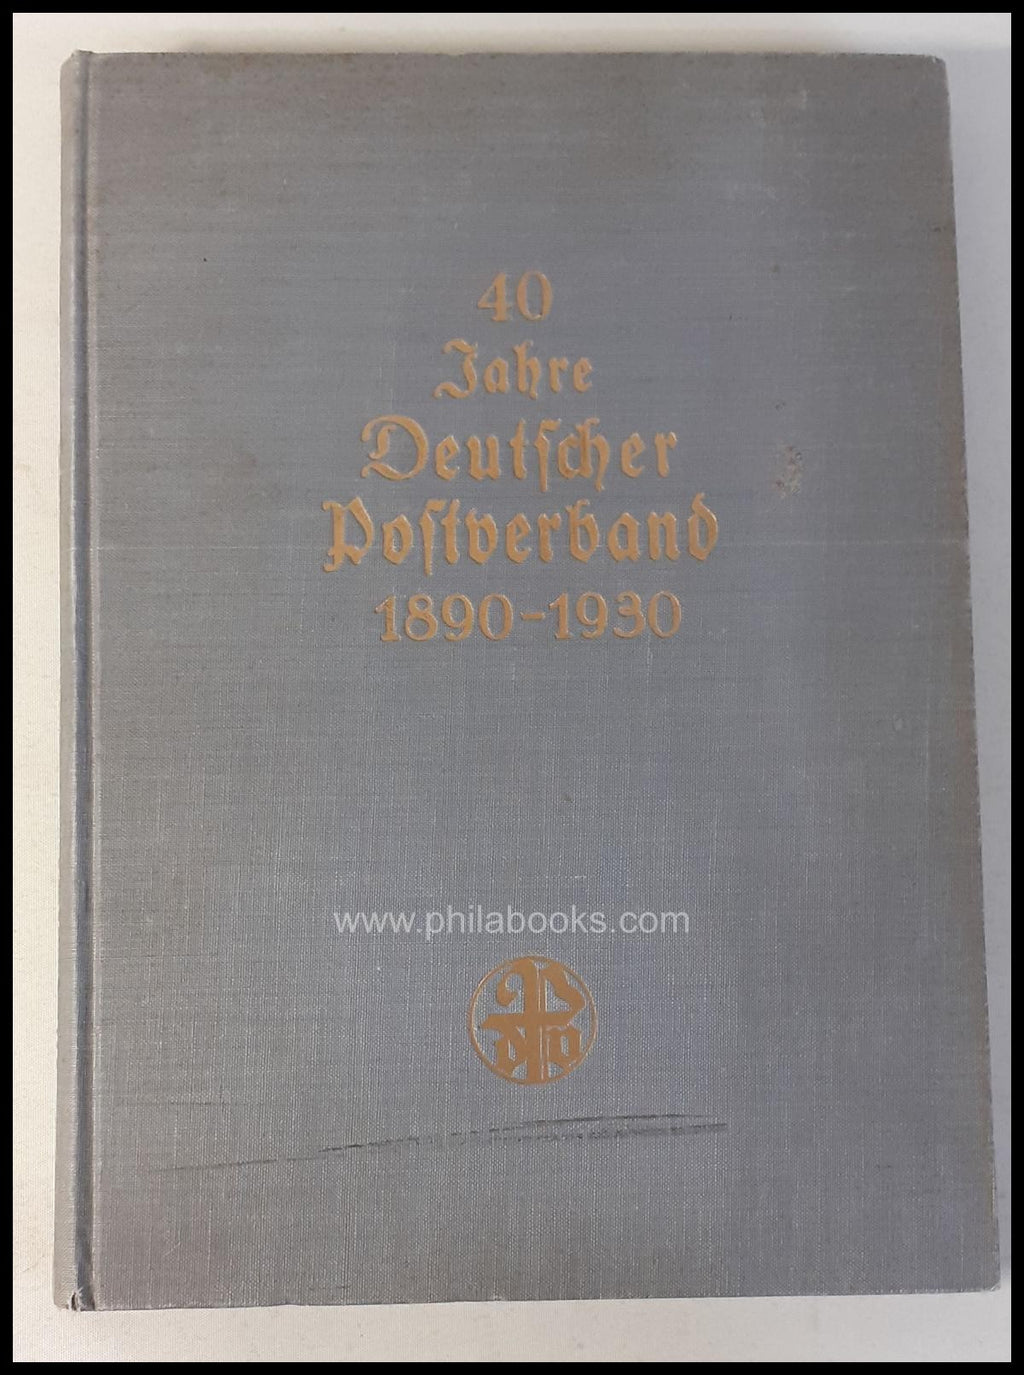 40
Jahre
Deutscher
Postverband
1890-1930
www.philabooks.com